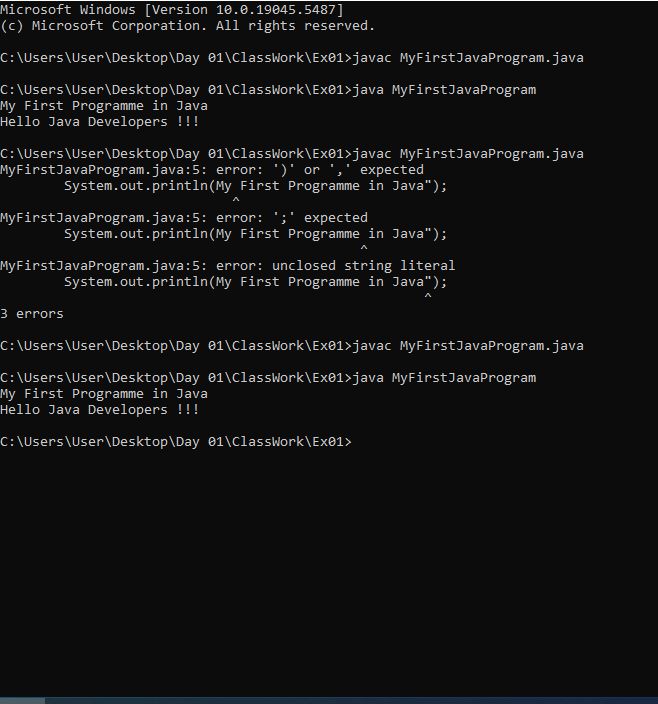 Microsoft Windows [Version 10.0.19045.5487]
(c) Microsoft Corporation. All rights reserved.
C:\Users\User\Desktop\Day 01\ClassWork\Ex01>javac MyFirstJavaProgram.java
C:\Users\User\Desktop\Day 01\ClassWork\Ex01>java MyFirstJavaProgram
My First Programme in Java
Hello Java Developers !!!
C:\Users\User\Desktop\Day 01\ClassWork\Ex01>javac MyFirstJavaProgram.java
MyFirstJavaProgram.java:5: error: ')' or ',' expected
        System.out.println(My First Programme in Java");
                             ^
MyFirstJavaProgram.java:5: error: ';' expected
        System.out.println(My First Programme in Java");
                                             ^
MyFirstJavaProgram.java:5: error: unclosed string literal
        System.out.println(My First Programme in Java");
                                                     ^
3 errors
C:\Users\User\Desktop\Day 01\ClassWork\Ex01>javac MyFirstJavaProgram.java
C:\Users\User\Desktop\Day 01\ClassWork\Ex01>java MyFirstJavaProgram
My First Programme in Java
Hello Java Developers !!!
C:\Users\User\Desktop\Day 01\ClassWork\Ex01>